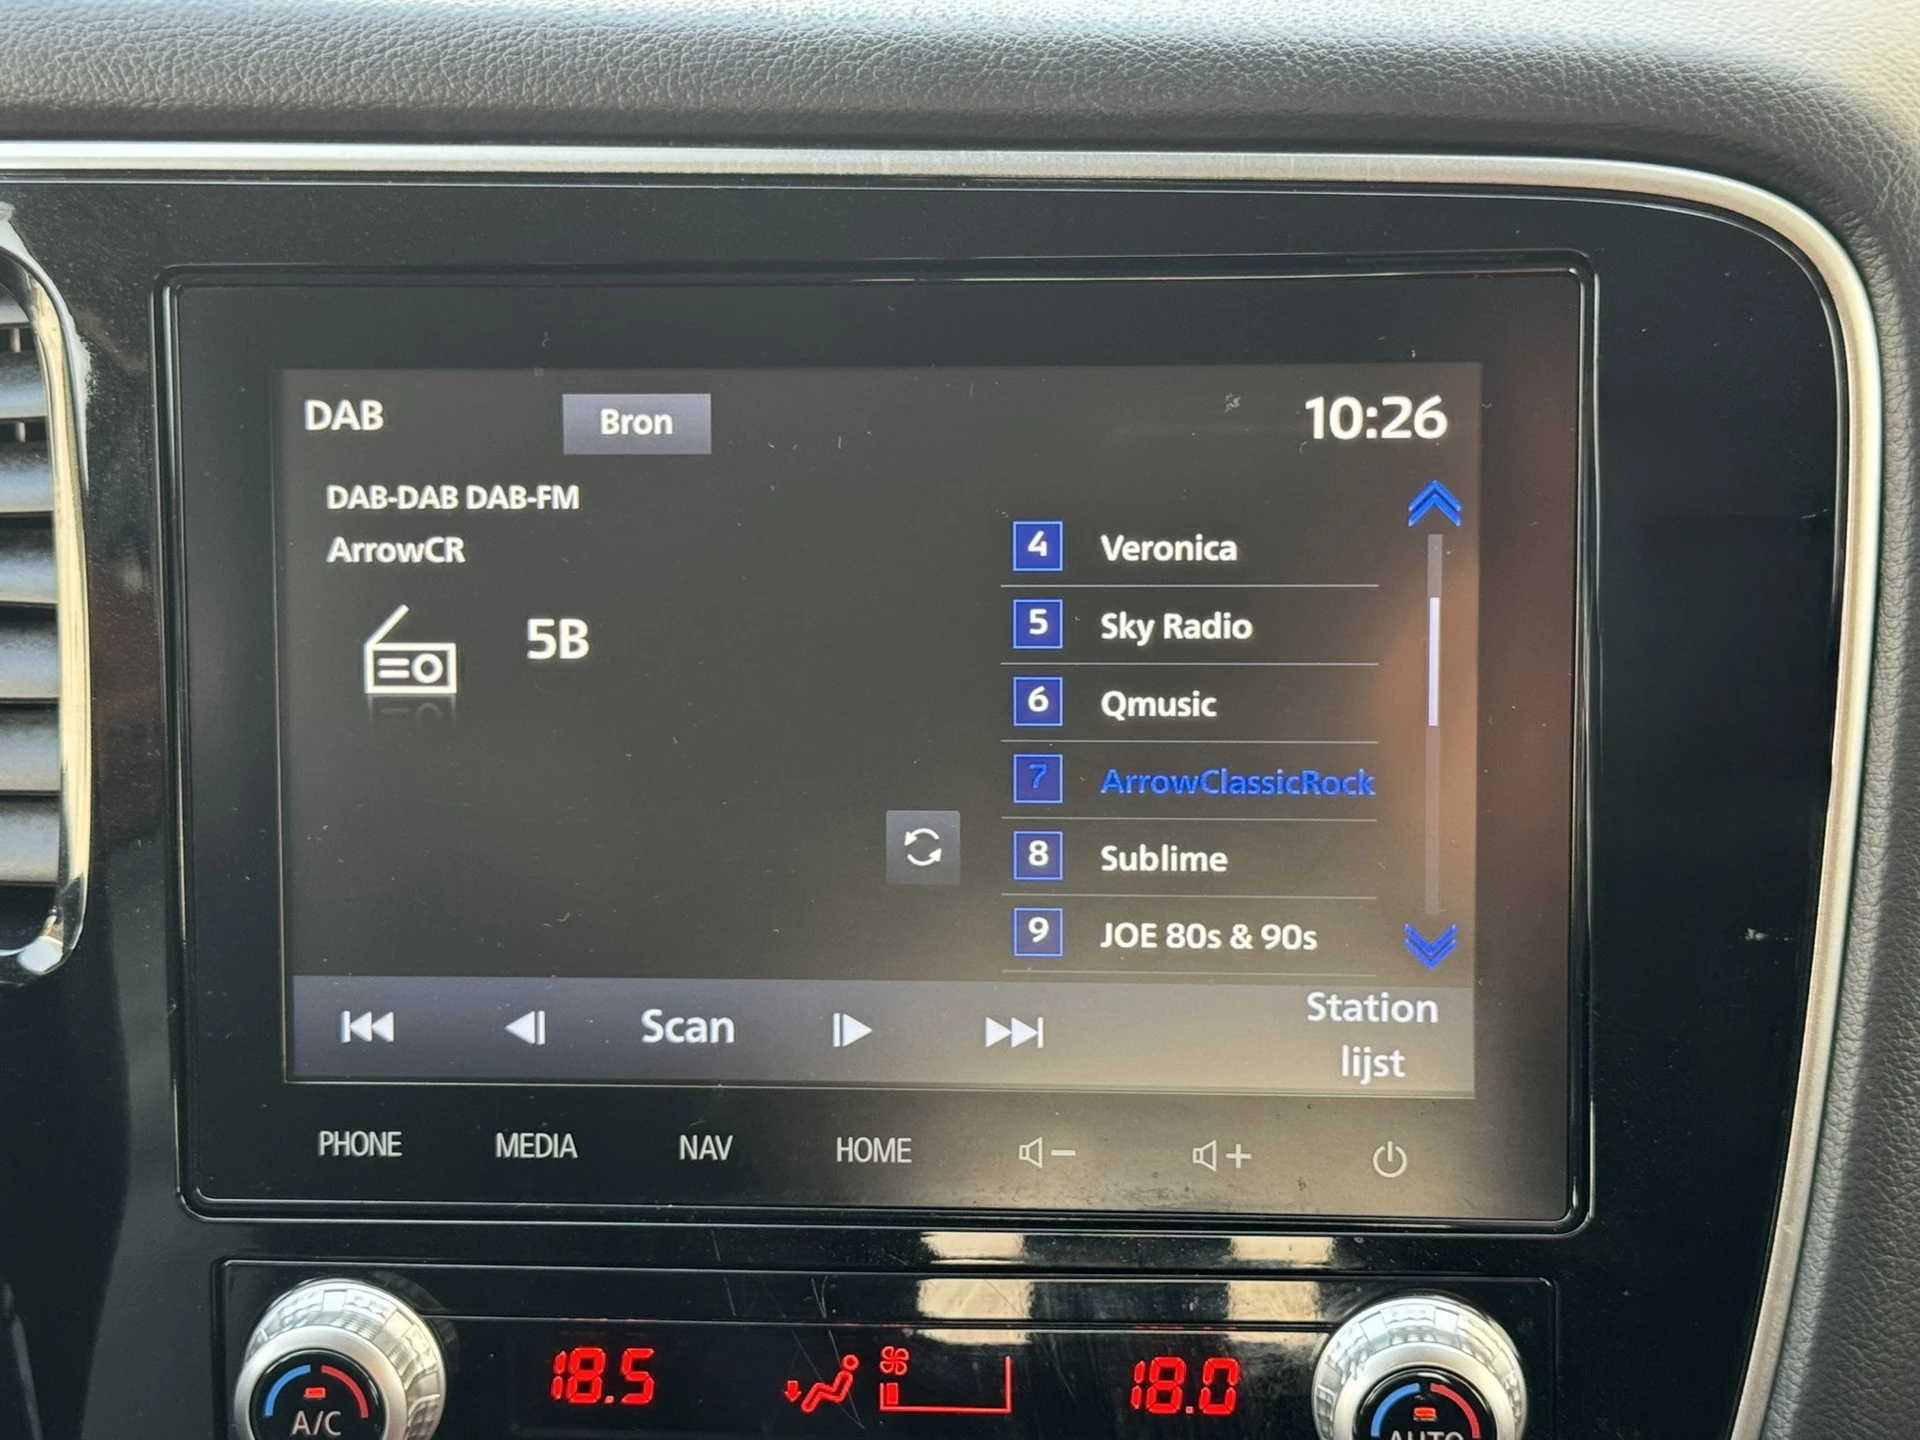 DAB
Bron
10:26
DAB-DAB DAB-FM
ArrowCR
5B
4 Veronica
5 Sky Radio
6 Qmusic
7 ArrowClassicRock
8 Sublime
9 JOE 80s & 90s
Scan
Station
lijst
PHONE MEDIA NAV HOME
18.5
18.0
A/C
AUTO